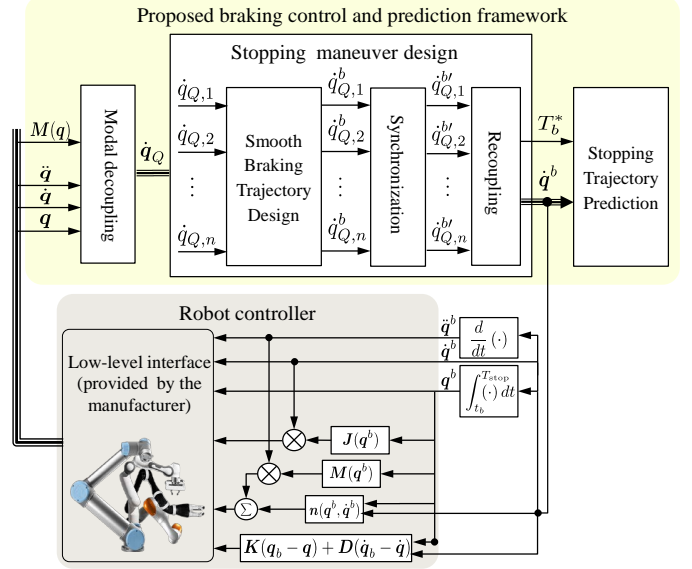 Proposed braking control and prediction framework
Stopping maneuver design
M(q)
q̈
q̇
q
Modal decoupling
q̇_Q
q̇_{Q,1}
q̇_{Q,2}
⋮
q̇_{Q,n}
Smooth
Braking
Trajectory
Design
q̇^b_{Q,1}
q̇^b_{Q,2}
⋮
q̇^b_{Q,n}
Synchronization
q̇^{b′}_{Q,1}
q̇^{b′}_{Q,2}
⋮
q̇^{b′}_{Q,n}
Recoupling
T_b^*
q̇^b
Stopping
Trajectory
Prediction
Robot controller
Low-level interface
(provided by the
manufacturer)
q̈^b
d/dt (·)
q̇^b
q^b
∫_{t_b}^{T_stop} (·) dt
J(q^b)
M(q^b)
Σ
n(q^b, q̇^b)
K(q_b − q) + D(q̇_b − q̇)